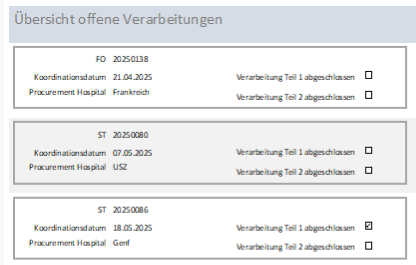 Übersicht offene Verarbeitungen
FO 20250138
Koordinationsdatum 21.04.2025 Verarbeitung Teil 1 abgeschlossen ☐
Procurement Hospital Frankreich Verarbeitung Teil 2 abgeschlossen ☐
ST 20250080
Koordinationsdatum 07.05.2025 Verarbeitung Teil 1 abgeschlossen ☐
Procurement Hospital USZ Verarbeitung Teil 2 abgeschlossen ☐
ST 20250086
Koordinationsdatum 18.05.2025 Verarbeitung Teil 1 abgeschlossen ☑
Procurement Hospital Genf Verarbeitung Teil 2 abgeschlossen ☐